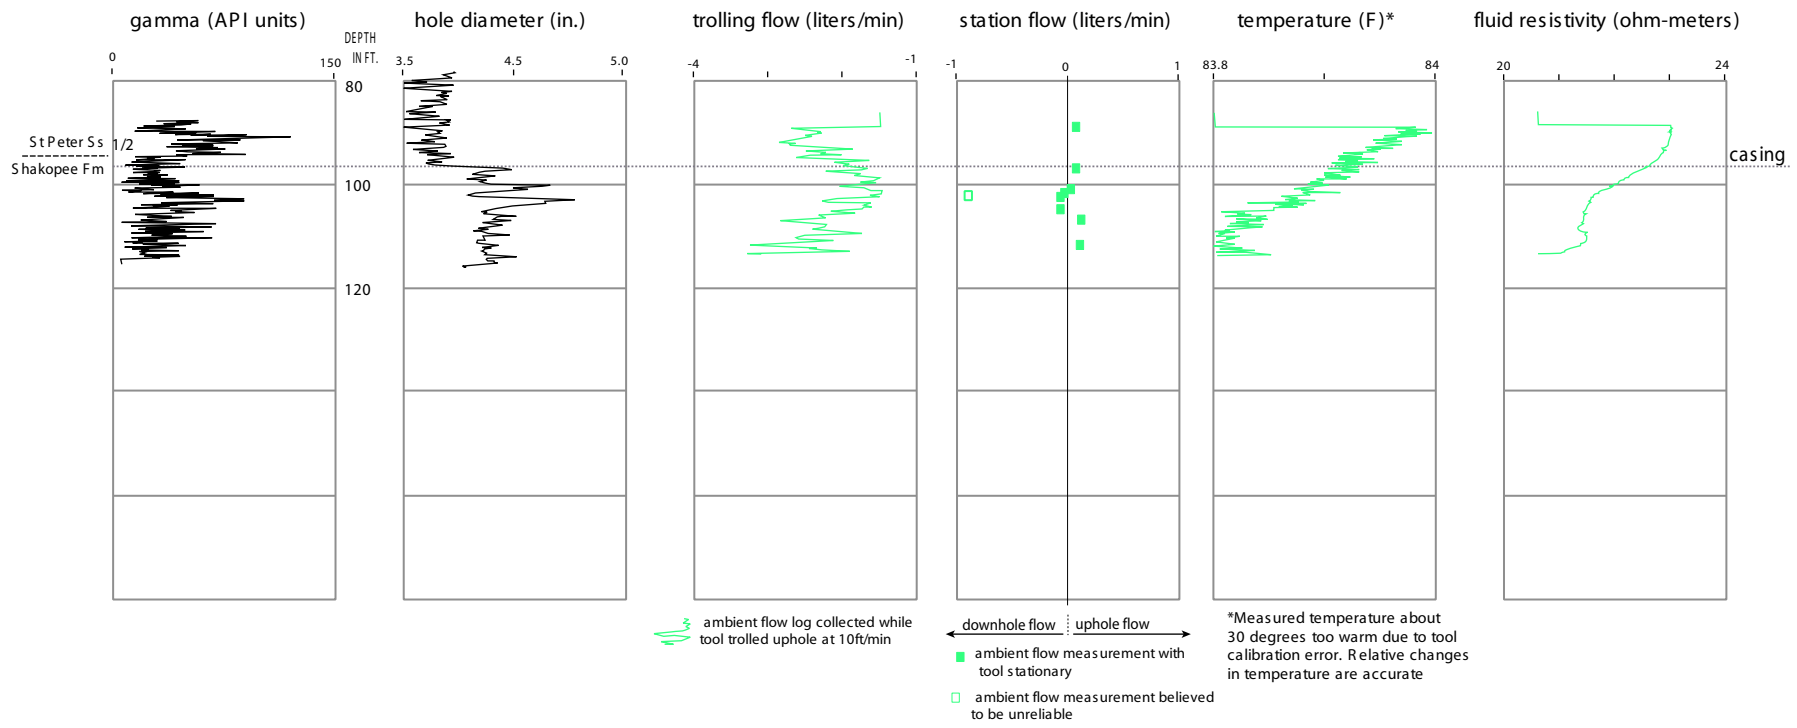 gamma (API units)
hole diameter (in.)
trolling flow (liters/min)
station flow (liters/min)
temperature (F)*
fluid resistivity (ohm-meters)
DEPTH
IN FT.
0
150
3.5
4.5
5.0
-4
-1
-1
0
1
83.8
84
20
24
80
St Peter Ss
1/2
Shakopee Fm
casing
100
120
ambient flow log collected while
tool trolled uphole at 10ft/min
downhole flow
uphole flow
ambient flow measurement with
tool stationary
ambient flow measurement believed
to be unreliable
*Measured temperature about
30 degrees too warm due to tool
calibration error. Relative changes
in temperature are accurate